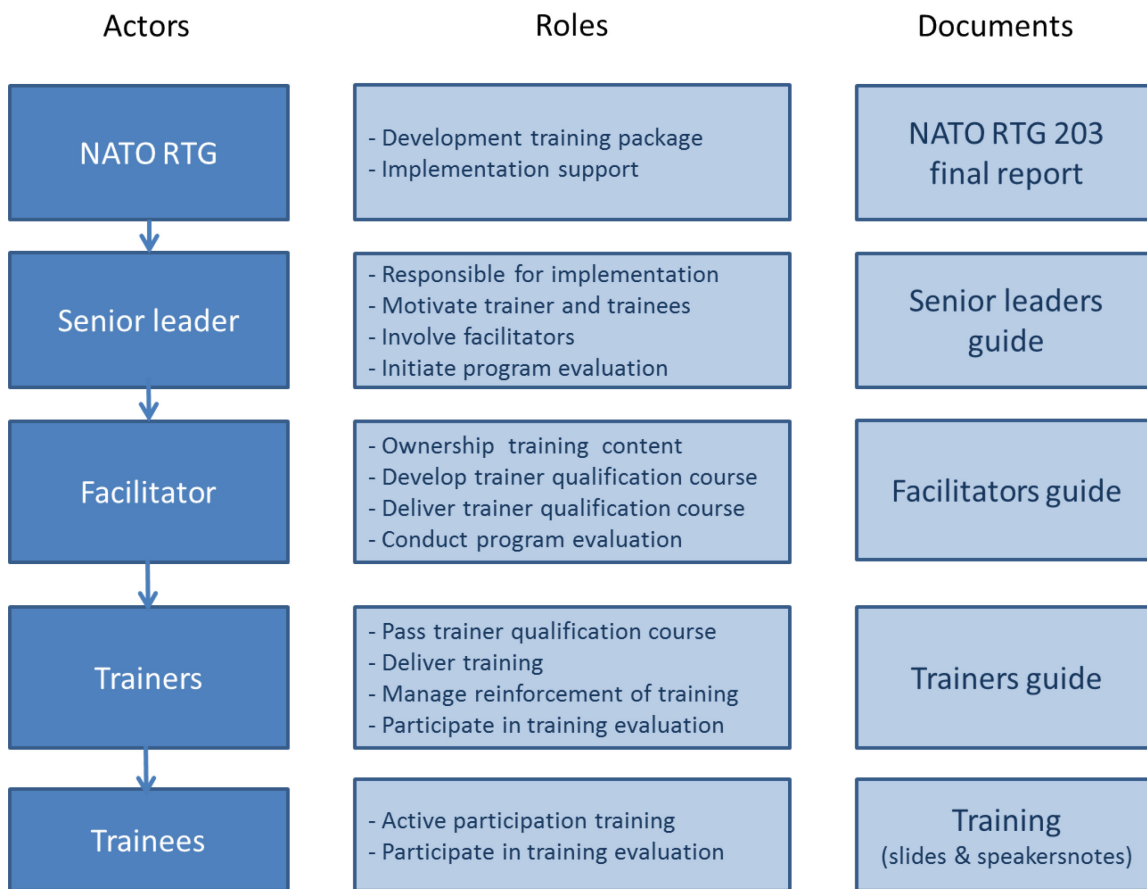 Actors
Roles
Documents
NATO RTG
- Development training package
- Implementation support
NATO RTG 203
final report
Senior leader
- Responsible for implementation
- Motivate trainer and trainees
- Involve facilitators
- Initiate program evaluation
Senior leaders
guide
Facilitator
- Ownership training content
- Develop trainer qualification course
- Deliver trainer qualification course
- Conduct program evaluation
Facilitators guide
Trainers
- Pass trainer qualification course
- Deliver training
- Manage reinforcement of training
- Participate in training evaluation
Trainers guide
Trainees
- Active participation training
- Participate in training evaluation
Training
(slides & speakersnotes)